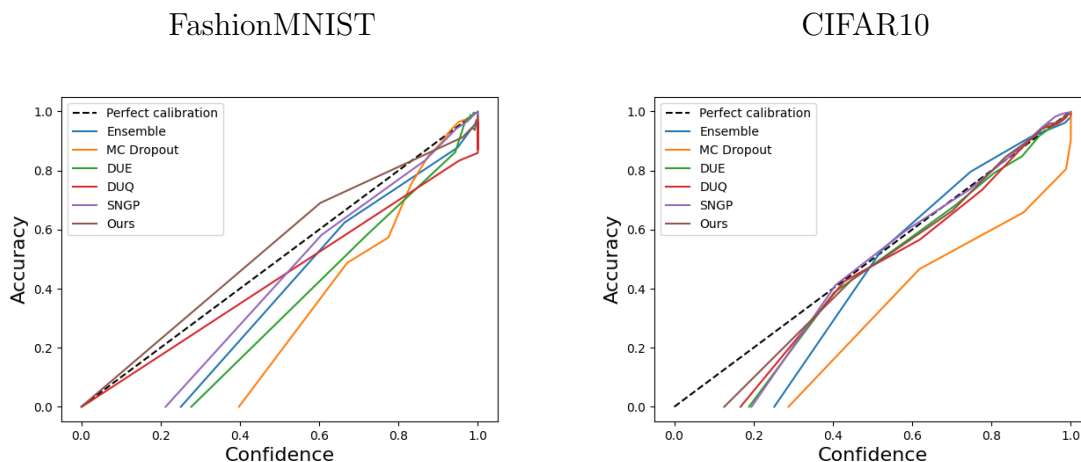 FashionMNIST
1.0
0.8
0.6
0.4
0.2
0.0
Accuracy
Perfect calibration
Ensemble
MC Dropout
DUE
DUQ
SNGP
Ours
0.0 0.2 0.4 0.6 0.8 1.0
Confidence
CIFAR10
1.0
0.8
0.6
0.4
0.2
0.0
Accuracy
Perfect calibration
Ensemble
MC Dropout
DUE
DUQ
SNGP
Ours
0.0 0.2 0.4 0.6 0.8 1.0
Confidence